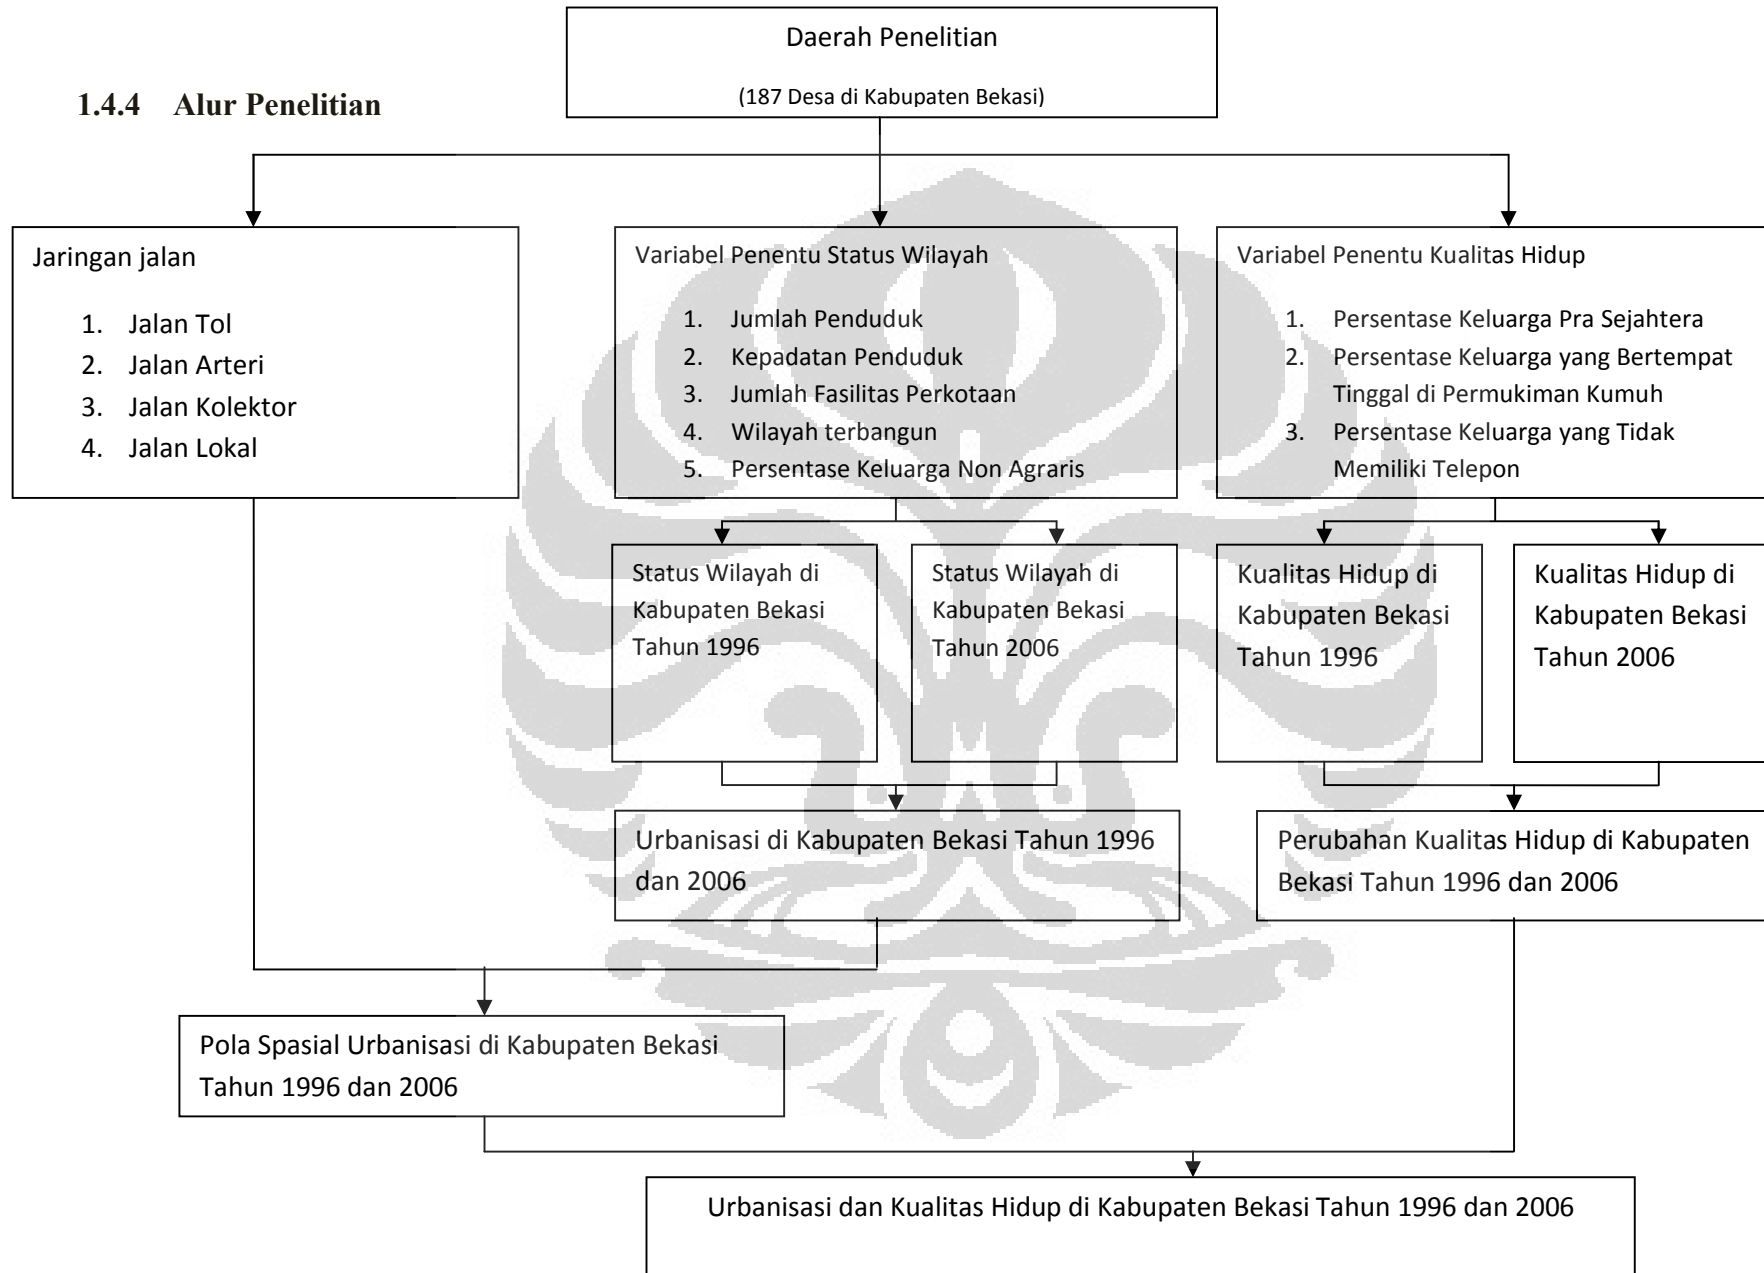 Daerah Penelitian
(187 Desa di Kabupaten Bekasi)
1.4.4 Alur Penelitian
Jaringan jalan
1. Jalan Tol
2. Jalan Arteri
3. Jalan Kolektor
4. Jalan Lokal
Variabel Penentu Status Wilayah
1. Jumlah Penduduk
2. Kepadatan Penduduk
3. Jumlah Fasilitas Perkotaan
4. Wilayah terbangun
5. Persentase Keluarga Non Agraris
Variabel Penentu Kualitas Hidup
1. Persentase Keluarga Pra Sejahtera
2. Persentase Keluarga yang Bertempat
Tinggal di Permukiman Kumuh
3. Persentase Keluarga yang Tidak
Memiliki Telepon
Status Wilayah di
Kabupaten Bekasi
Tahun 1996
Status Wilayah di
Kabupaten Bekasi
Tahun 2006
Kualitas Hidup di
Kabupaten Bekasi
Tahun 1996
Kualitas Hidup di
Kabupaten Bekasi
Tahun 2006
Urbanisasi di Kabupaten Bekasi Tahun 1996
dan 2006
Perubahan Kualitas Hidup di Kabupaten
Bekasi Tahun 1996 dan 2006
Pola Spasial Urbanisasi di Kabupaten Bekasi
Tahun 1996 dan 2006
Urbanisasi dan Kualitas Hidup di Kabupaten Bekasi Tahun 1996 dan 2006